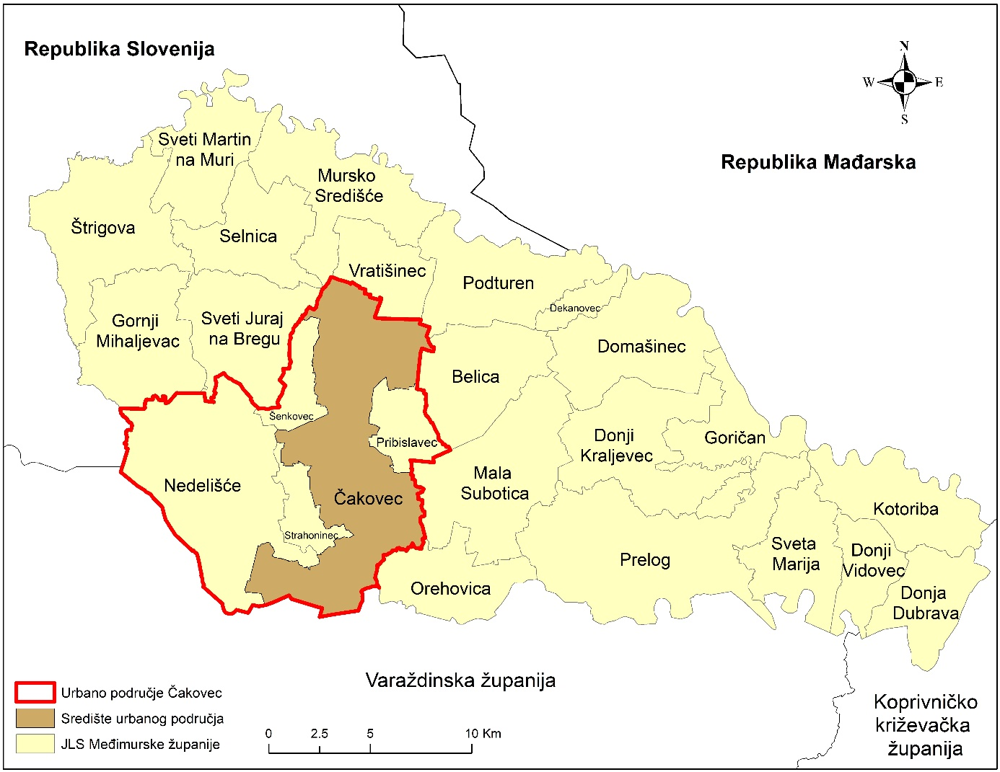 Republika Slovenija
N
W
E
S
Republika Mađarska
Sveti Martin
na Muri
Mursko
Središće
Štrigova
Selnica
Vratišinec
Podturen
Dekanovec
Gornji
Mihaljevac
Sveti Juraj
na Bregu
Domašinec
Belica
Šenkovec
Pribislavec
Donji
Kraljevec
Goričan
Nedelišće
Mala
Subotica
Čakovec
Kotoriba
Strahoninec
Prelog
Sveta
Marija
Donji
Vidovec
Orehovica
Donja
Dubrava
Varaždinska županija
Koprivničko
križevačka
županija
Urbano područje Čakovec
Središte urbanog područja
JLS Međimurske županije
0 2.5 5 10 Km